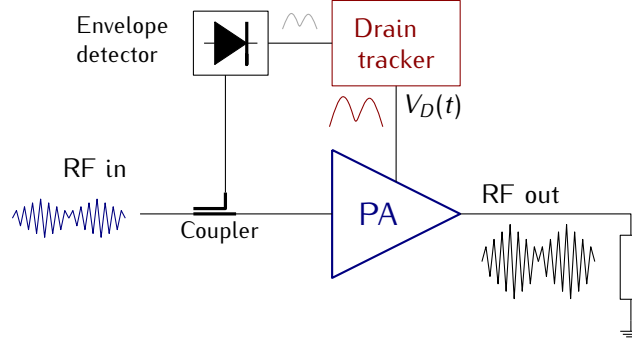 Envelope
detector
Drain
tracker
V_D(t)
RF in
PA
RF out
Coupler